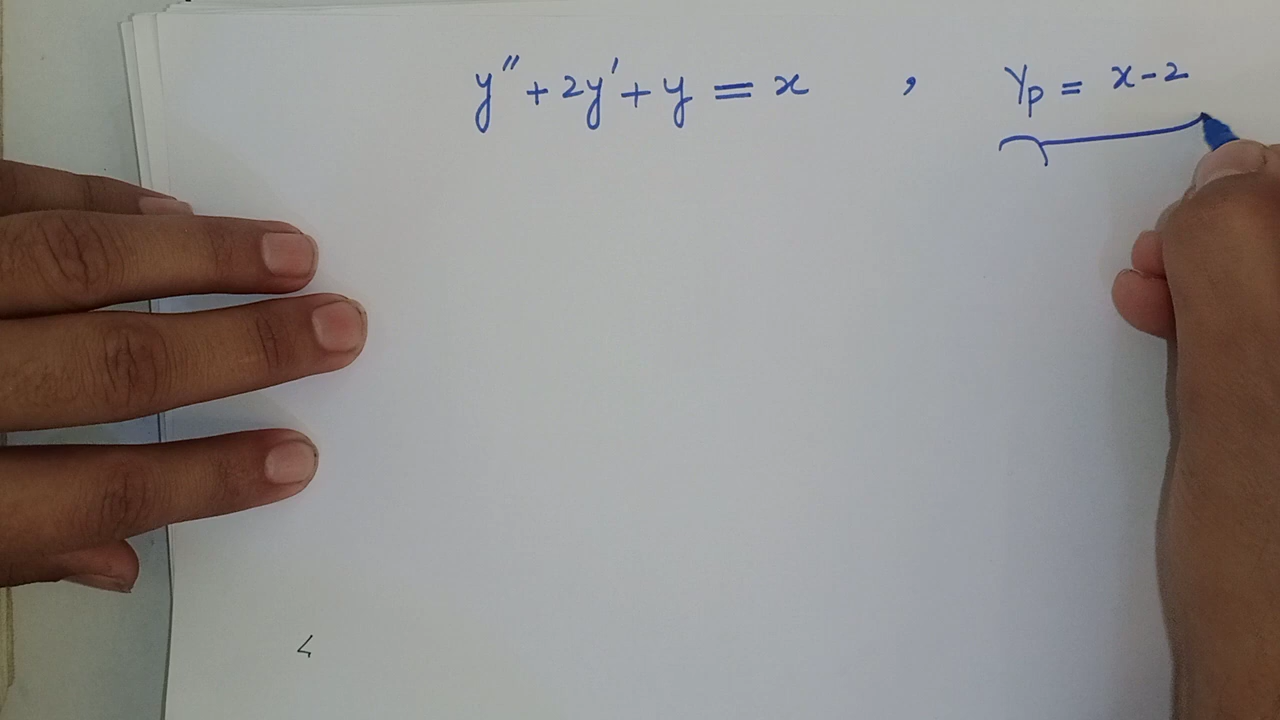 y'' + 2y' + y = x , Yp = x-2
<